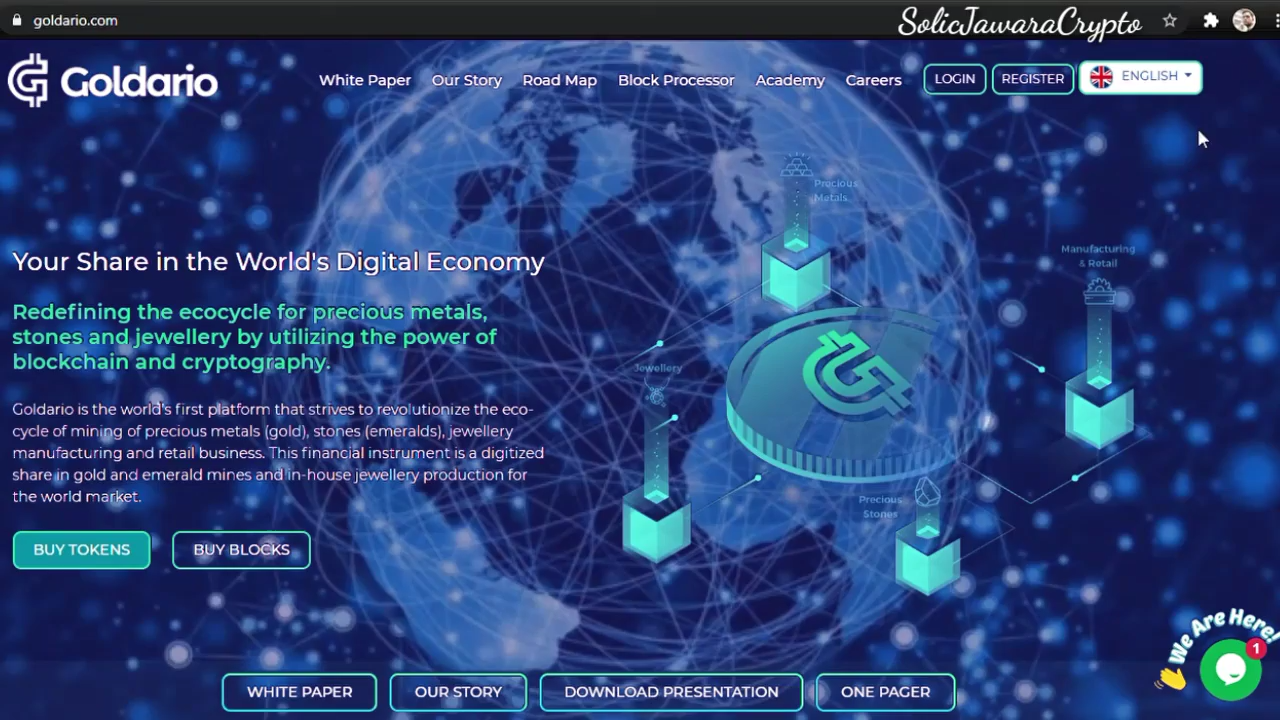 goldario.com
SolicJawaraCrypto
Goldario
White Paper Our Story Road Map Block Processor Academy Careers LOGIN REGISTER ENGLISH
Precious
Metals
Manufacturing
& Retail
Your Share in the World's Digital Economy
Redefining the ecocycle for precious metals,
stones and jewellery by utilizing the power of
blockchain and cryptography.
Jewellery
Goldario is the world's first platform that strives to revolutionize the eco-
cycle of mining of precious metals (gold), stones (emeralds), jewellery
manufacturing and retail business. This financial instrument is a digitized
share in gold and emerald mines and in-house jewellery production for
the world market.
Precious
Stones
BUY TOKENS BUY BLOCKS
We Are Here!
1
WHITE PAPER OUR STORY DOWNLOAD PRESENTATION ONE PAGER